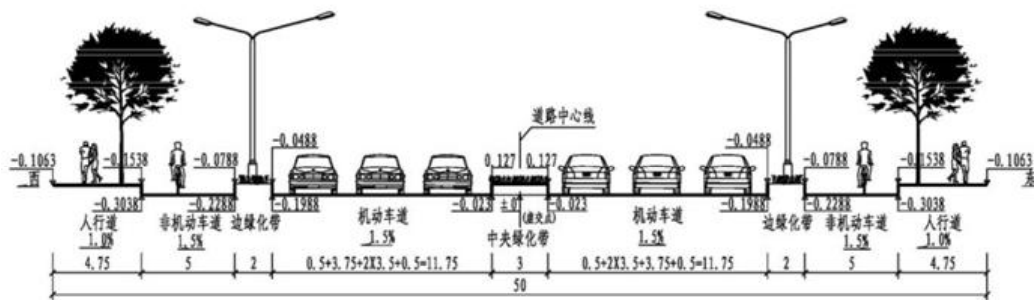 道路中心线
-0.0488 -0.0488
-0.1063 -0.1538 -0.0788 0.127 0.127 -0.0788 -0.1538 -0.1063
-0.3038 -0.2288 -0.1988 -0.023 ±0 -0.023 -0.1988 -0.2288 -0.3038
(虚交点)
人行道 非机动车道 边绿化带 机动车道 中央绿化带 机动车道 边绿化带 非机动车道 人行道
1.0% 1.5% 1.5% 1.5% 1.5% 1.0%
4.75 5 2 0.5+3.75+2X3.5+0.5=11.75 3 0.5+2X3.5+3.75+0.5=11.75 2 5 4.75
50